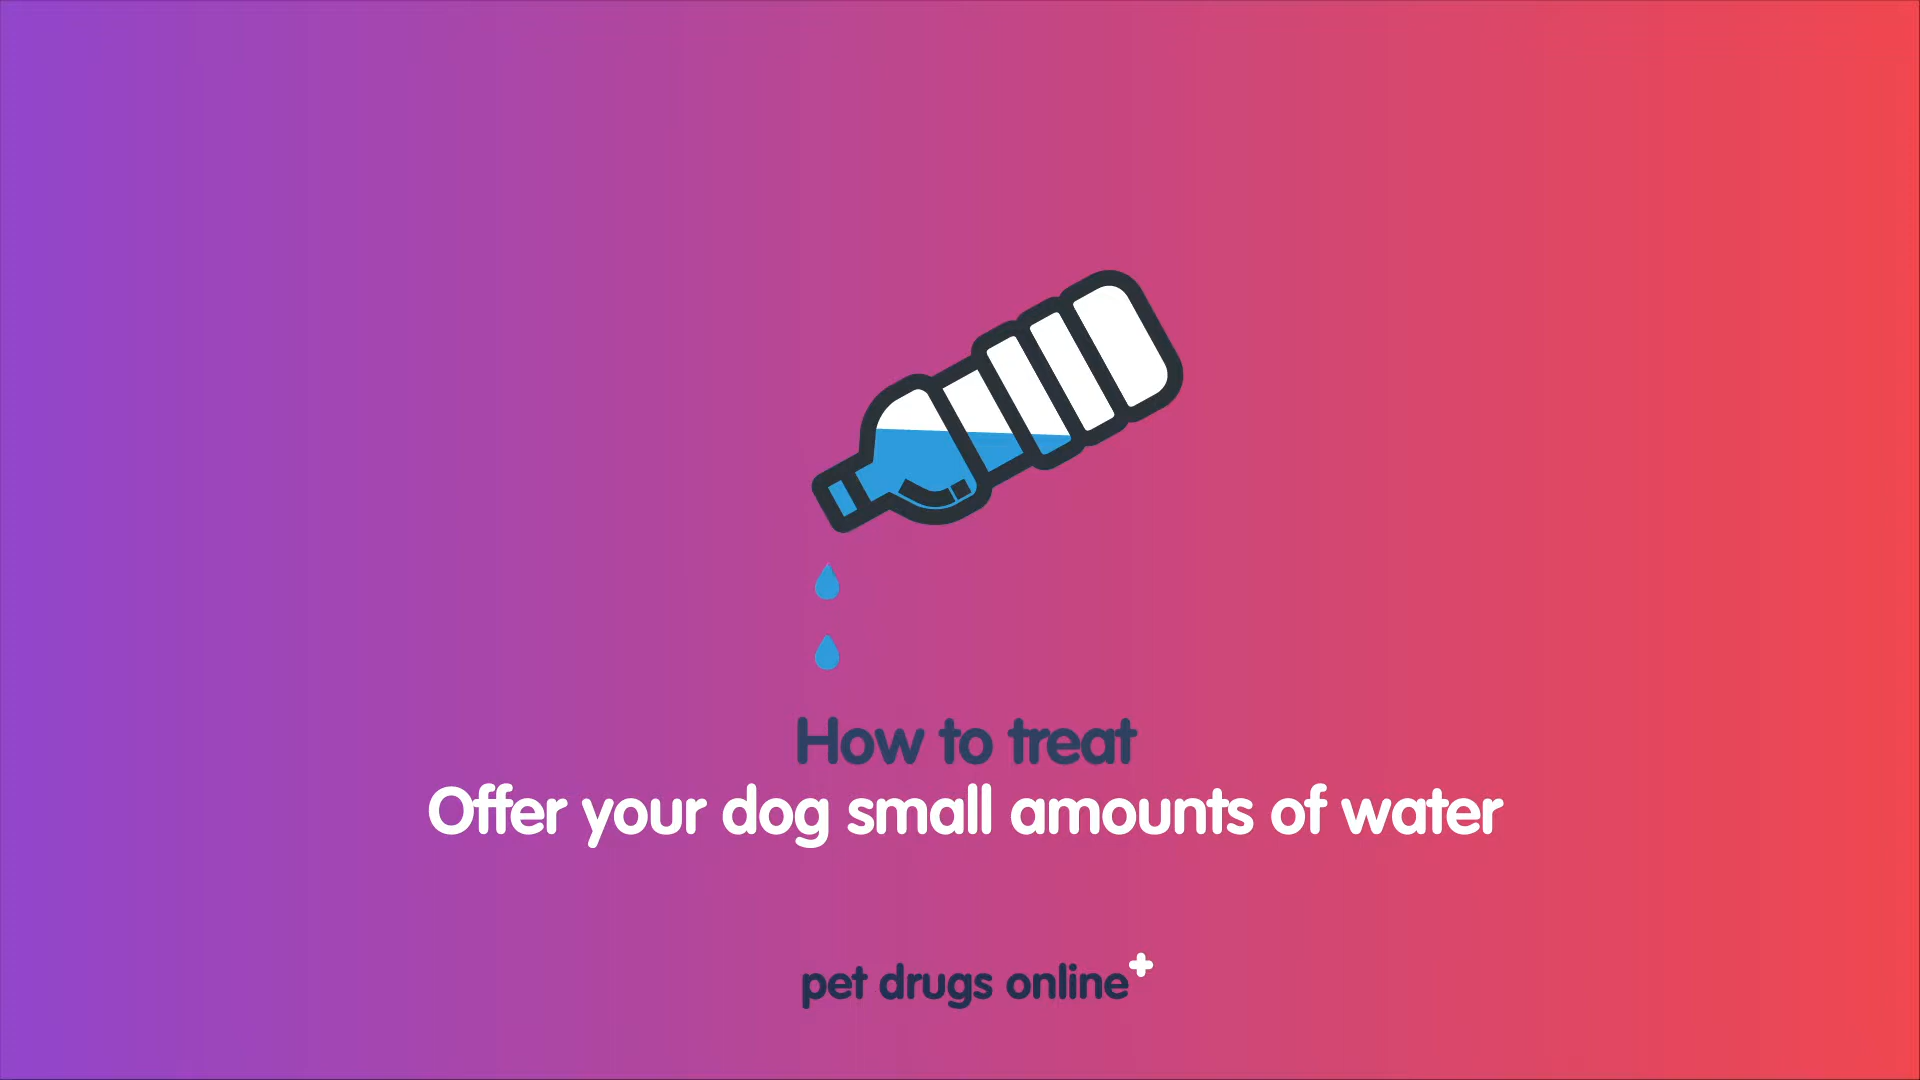 How to treat
Offer your dog small amounts of water
pet drugs online+